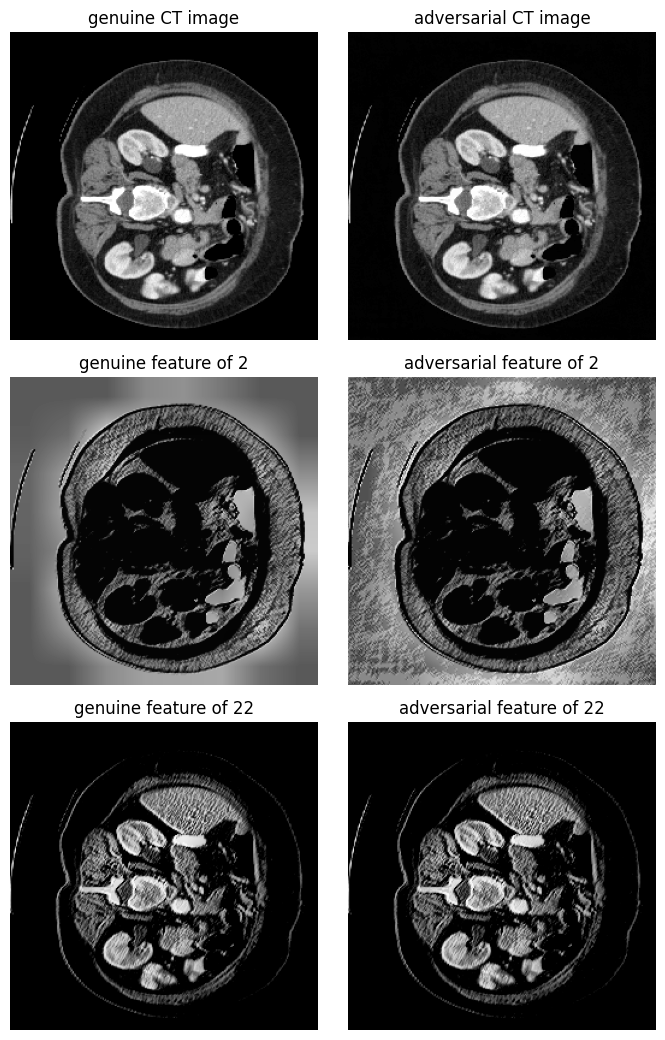 genuine CT image
adversarial CT image
genuine feature of 2
adversarial feature of 2
genuine feature of 22
adversarial feature of 22